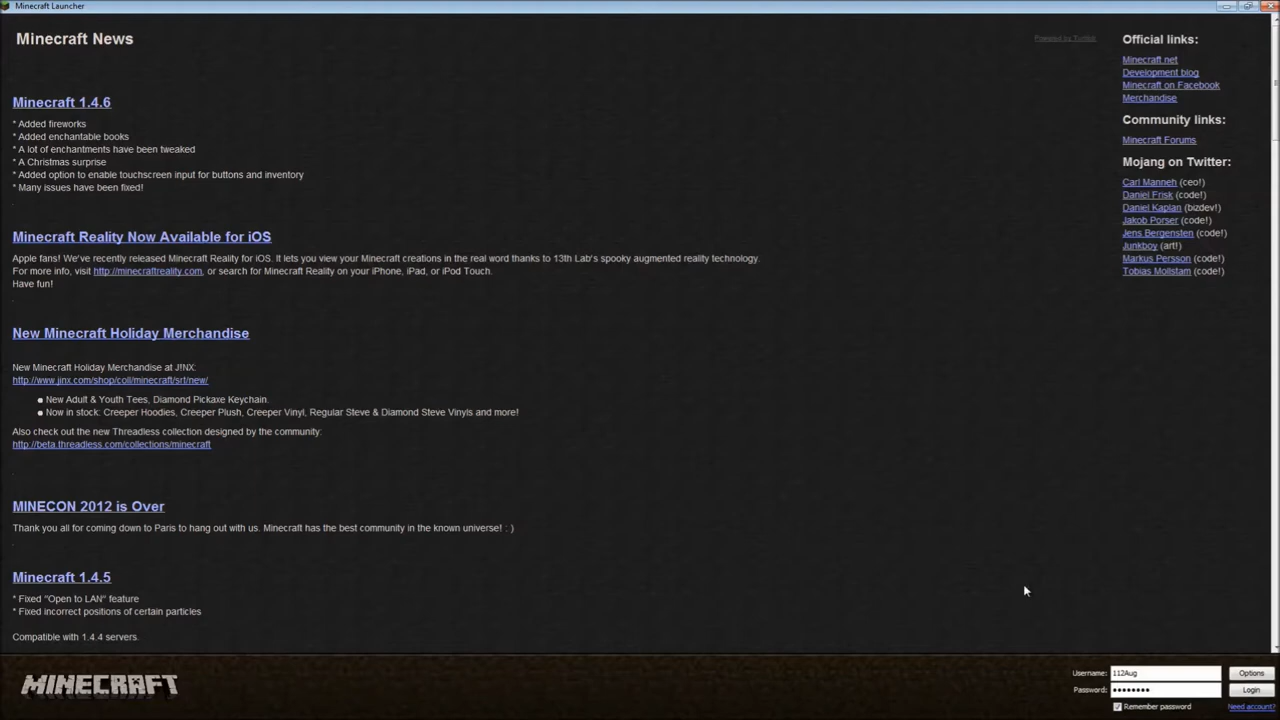 Minecraft Launcher
Minecraft News
Powered by Tumblr
Minecraft 1.4.6
* Added fireworks
* Added enchantable books
* A lot of enchantments have been tweaked
* A Christmas surprise
* Added option to enable touchscreen input for buttons and inventory
* Many issues have been fixed!
Minecraft Reality Now Available for iOS
Apple fans! We've recently released Minecraft Reality for iOS. It lets you view your Minecraft creations in the real word thanks to 13th Lab's spooky augmented reality technology.
For more info, visit http://minecraftreality.com, or search for Minecraft Reality on your iPhone, iPad, or iPod Touch.
Have fun!
New Minecraft Holiday Merchandise
New Minecraft Holiday Merchandise at J!NX:
http://www.jinx.com/shop/coll/minecraft/srt/new/
● New Adult & Youth Tees, Diamond Pickaxe Keychain.
● Now in stock: Creeper Hoodies, Creeper Plush, Creeper Vinyl, Regular Steve & Diamond Steve Vinyls and more!
Also check out the new Threadless collection designed by the community:
http://beta.threadless.com/collections/minecraft
MINECON 2012 is Over
Thank you all for coming down to Paris to hang out with us. Minecraft has the best community in the known universe! : )
Minecraft 1.4.5
* Fixed "Open to LAN" feature
* Fixed incorrect positions of certain particles
Compatible with 1.4.4 servers.
Official links:
Minecraft.net
Development blog
Minecraft on Facebook
Merchandise
Community links:
Minecraft Forums
Mojang on Twitter:
Carl Manneh (ceo!)
Daniel Frisk (code!)
Daniel Kaplan (bizdev!)
Jakob Porser (code!)
Jens Bergensten (code!)
Junkboy (art!)
Markus Persson (code!)
Tobias Mollstam (code!)
MINECRAFT
Username: 112Aug
Options
Password: ●●●●●●●●
Login
Remember password
Need account?